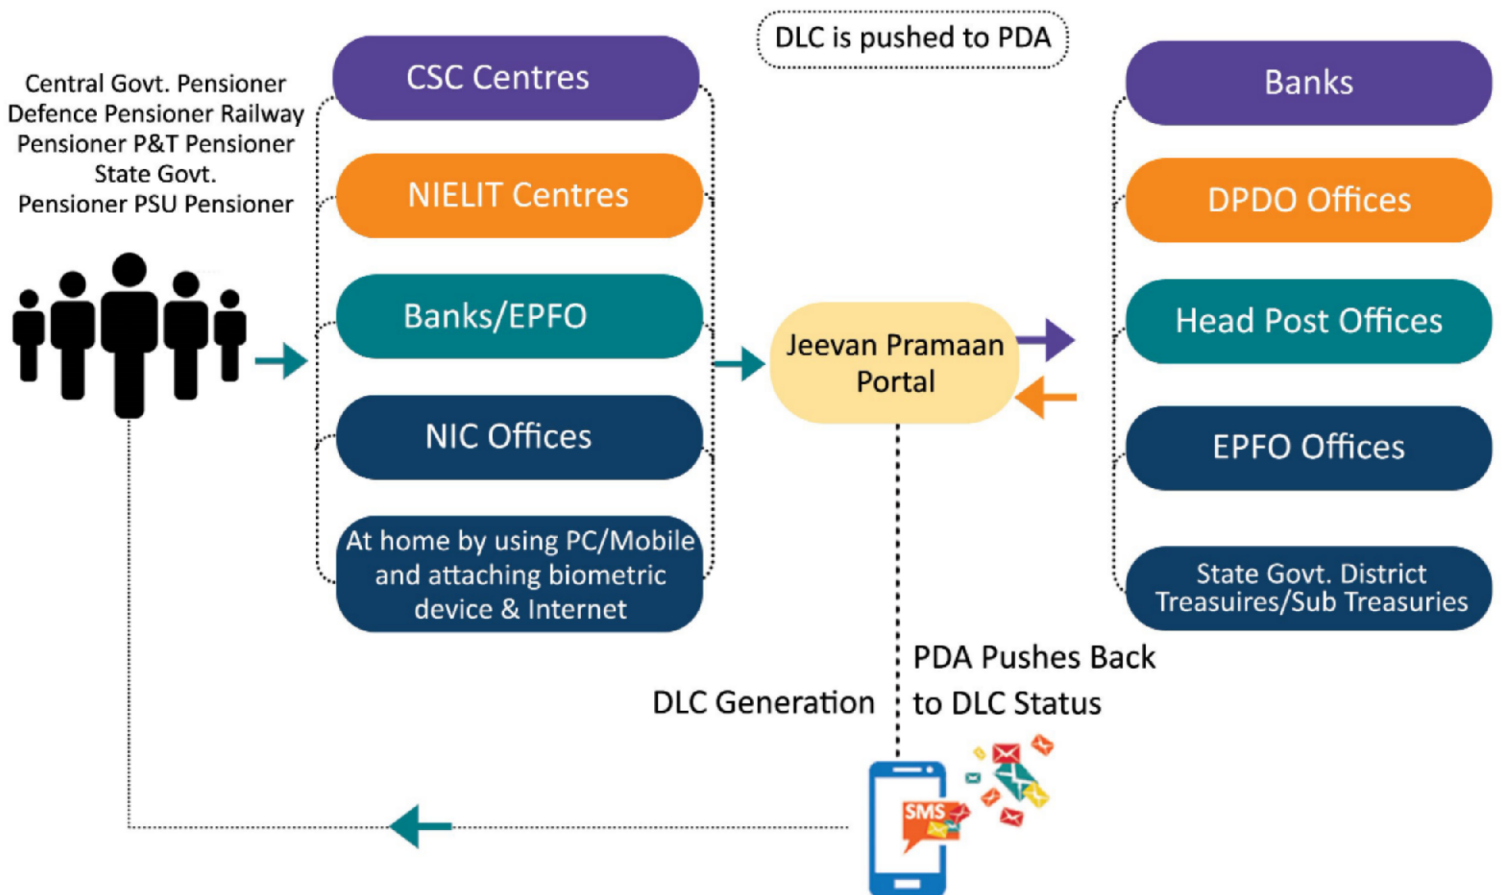 DLC is pushed to PDA
Central Govt. Pensioner
Defence Pensioner Railway
Pensioner P&T Pensioner
State Govt.
Pensioner PSU Pensioner
CSC Centres
NIELIT Centres
Banks/EPFO
NIC Offices
At home by using PC/Mobile
and attaching biometric
device & Internet
Jeevan Pramaan
Portal
Banks
DPDO Offices
Head Post Offices
EPFO Offices
State Govt. District
Treasuires/Sub Treasuries
DLC Generation
PDA Pushes Back
to DLC Status
SMS